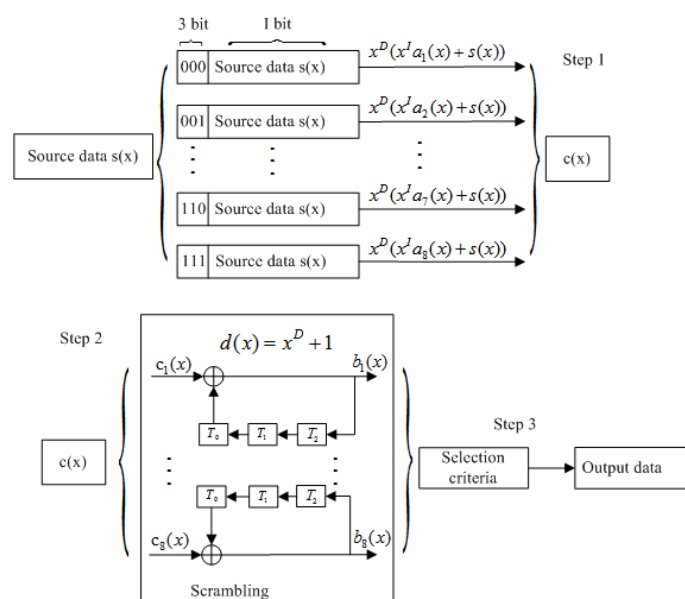 3 bit
I bit
000 Source data s(x) x^D(x^I a_1(x)+s(x)) Step 1
001 Source data s(x) x^D(x^I a_2(x)+s(x))
Source data s(x)
c(x)
110 Source data s(x) x^D(x^I a_7(x)+s(x))
111 Source data s(x) x^D(x^I a_8(x)+s(x))
Step 2
d(x) = x^D +1
c_1(x) b_1(x)
T_0 T_1 T_2
Step 3
c(x)
Selection criteria
Output data
T_0 T_1 T_2
c_8(x) b_8(x)
Scrambling